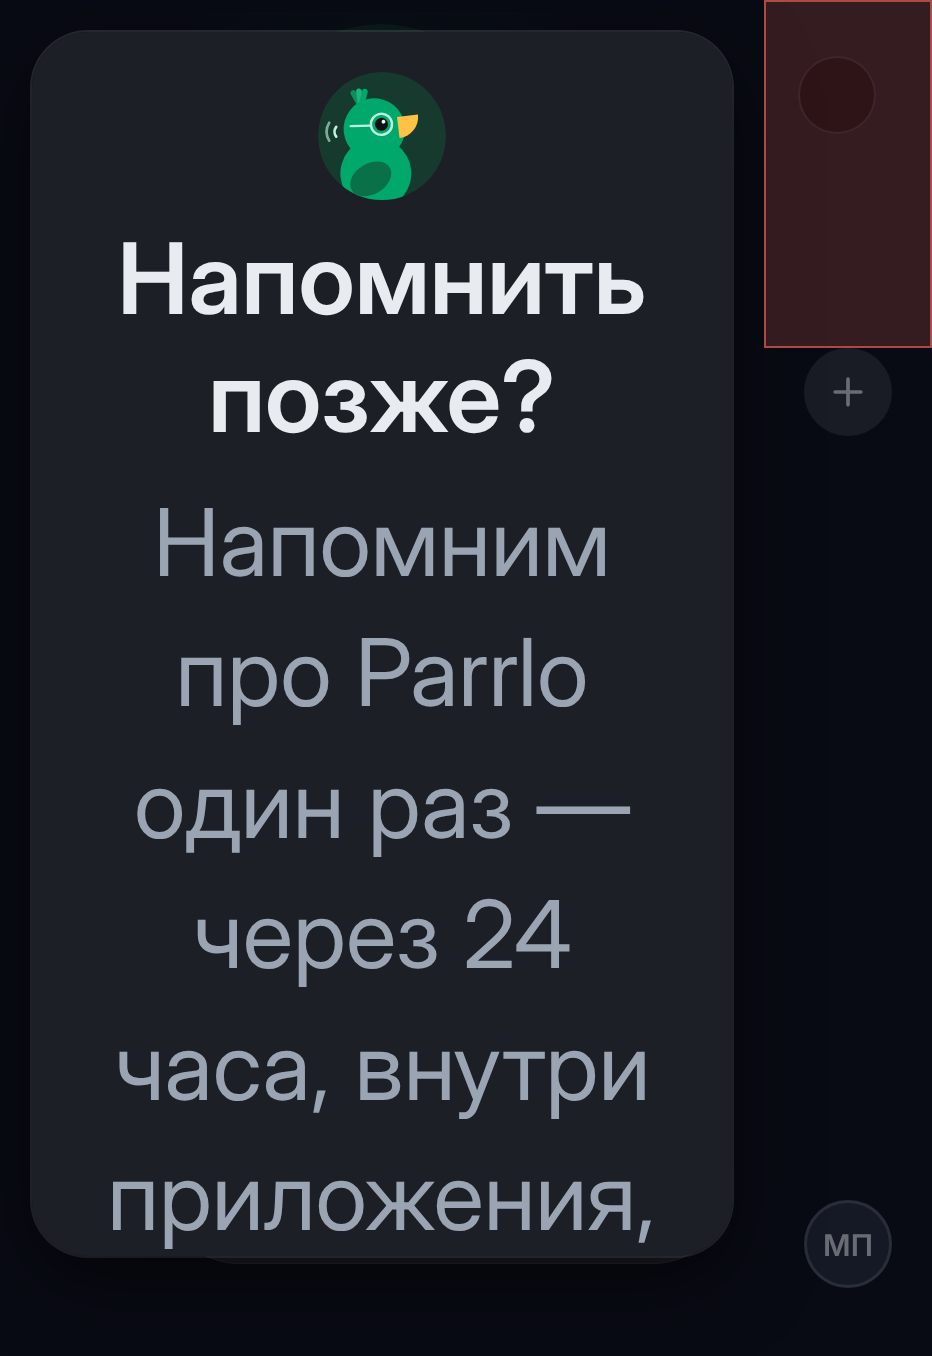 Напомнить
позже?
Напомним
про Parrlo
один раз —
через 24
часа, внутри
приложения,
МП